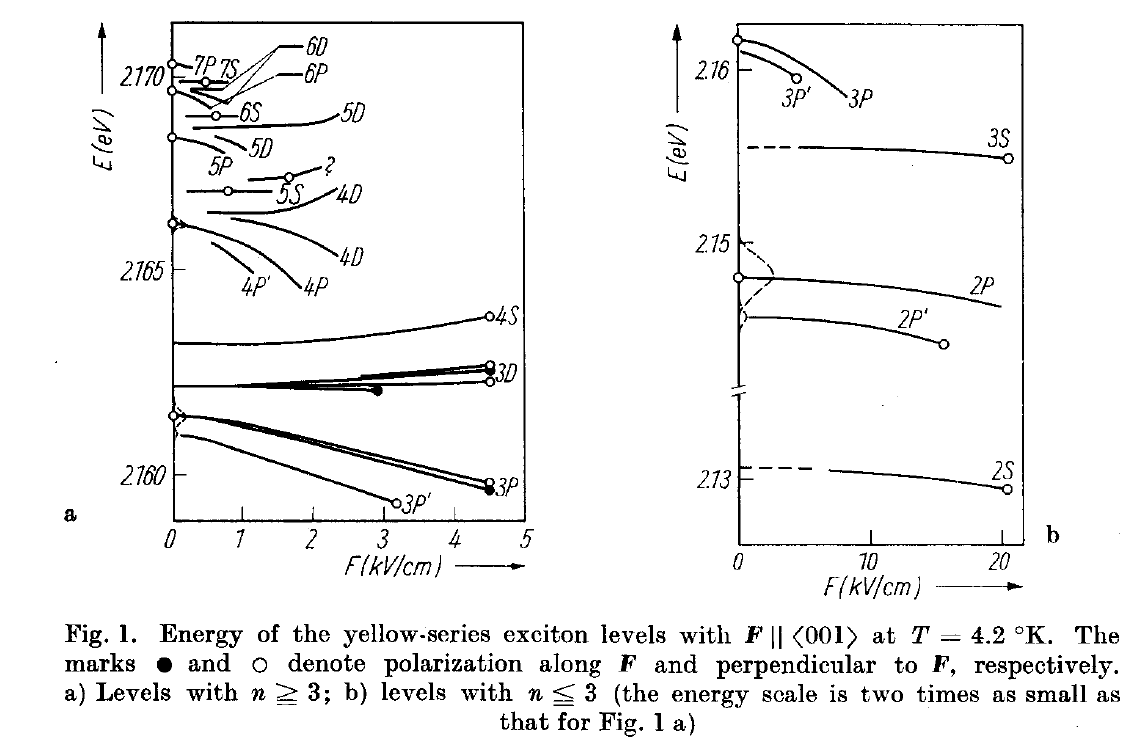 E(eV)
2.170
2.165
2.160
7P 7S
6D
6P
6S
5D
5D
5P
?
5S
4D
4D
4P'
4P
4S
3D
3P
3P'
a
0 1 2 3 4 5
F(kV/cm)
E(eV)
2.16
2.15
2.13
3P'
3P
3S
2P
2P'
2S
b
0 10 20
F(kV/cm)
Fig. 1. Energy of the yellow-series exciton levels with F || ⟨001⟩ at T = 4.2 °K. The
marks ● and ○ denote polarization along F and perpendicular to F, respectively.
a) Levels with n ≧ 3; b) levels with n ≦ 3 (the energy scale is two times as small as
that for Fig. 1 a)